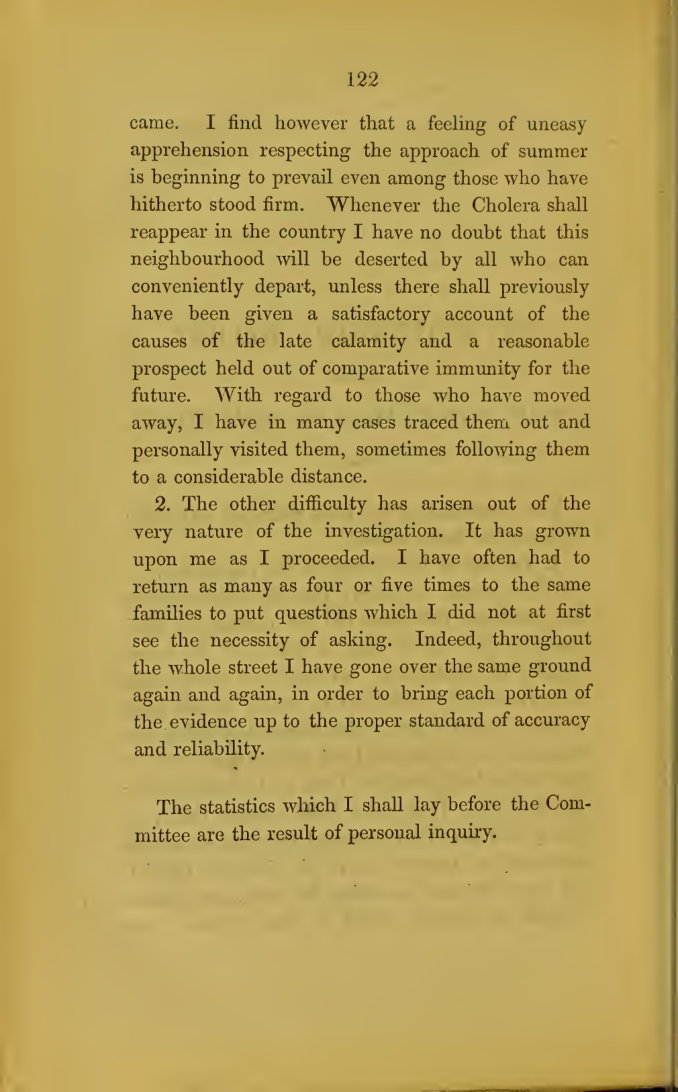 122
came. I find however that a feeling of uneasy
apprehension respecting the approach of summer
is beginning to prevail even among those who have
hitherto stood firm. Whenever the Cholera shall
reappear in the country I have no doubt that this
neighbourhood will be deserted by all who can
conveniently depart, unless there shall previously
have been given a satisfactory account of the
causes of the late calamity and a reasonable
prospect held out of comparative immunity for the
future. With regard to those who have moved
away, I have in many cases traced them out and
personally visited them, sometimes following them
to a considerable distance.
2. The other difficulty has arisen out of the
very nature of the investigation. It has grown
upon me as I proceeded. I have often had to
return as many as four or five times to the same
families to put questions which I did not at first
see the necessity of asking. Indeed, throughout
the whole street I have gone over the same ground
again and again, in order to bring each portion of
the evidence up to the proper standard of accuracy
and reliability.
The statistics which I shall lay before the Com-
mittee are the result of personal inquiry.